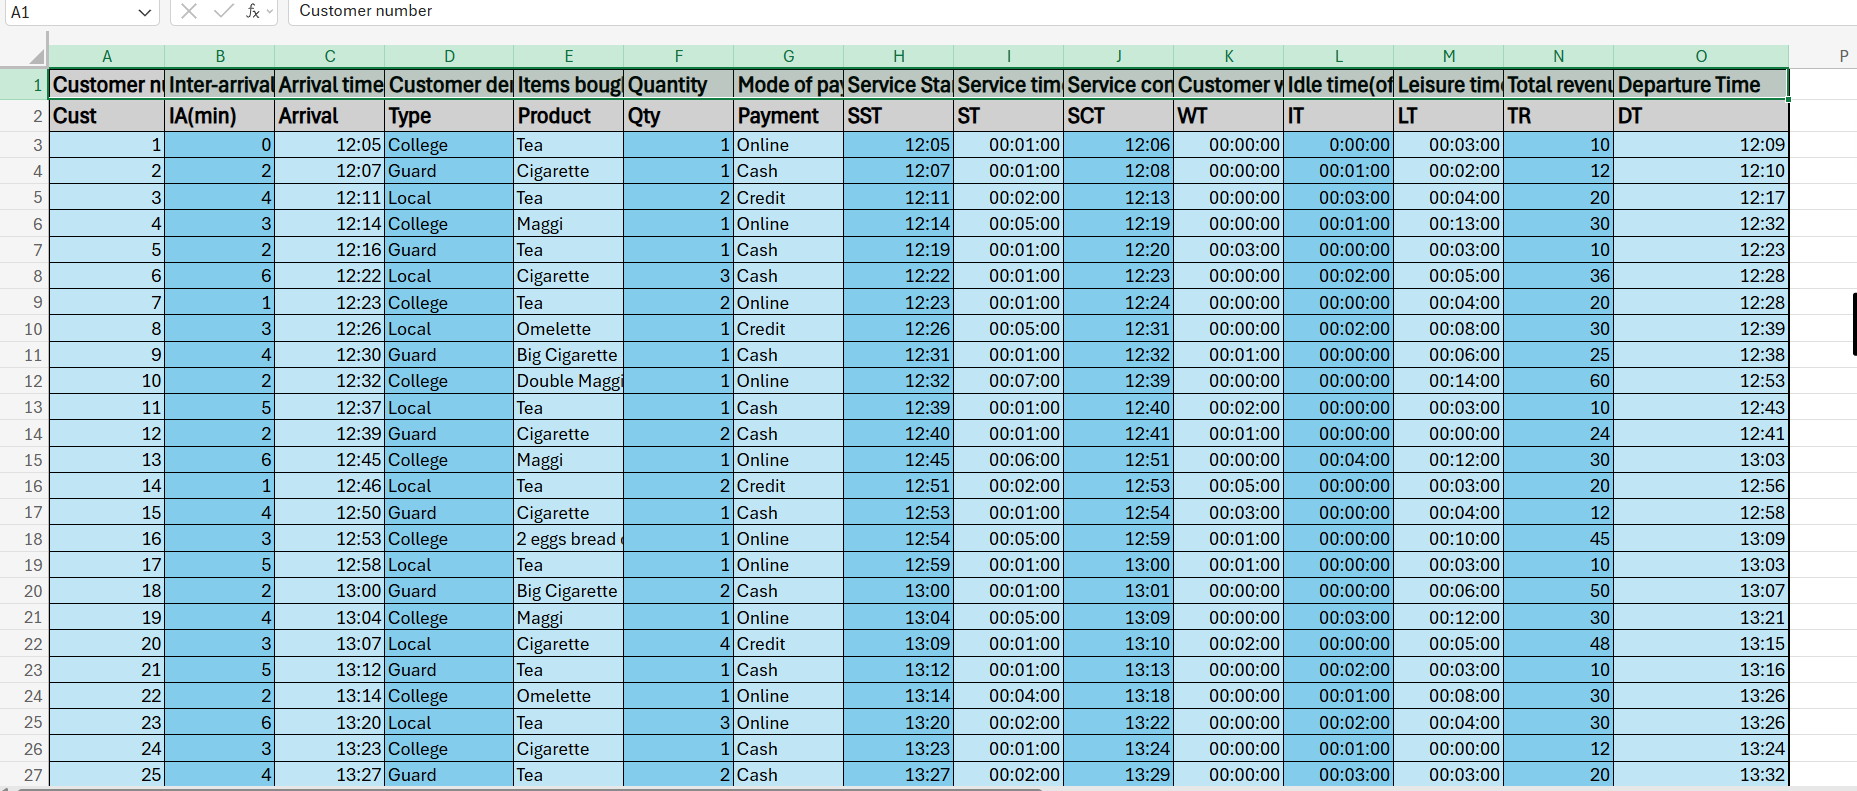 A1 fx Customer number
A B C D E F G H I J K L M N O P
1 Customer nu Inter-arrival Arrival time Customer de Items boug Quantity Mode of pay Service Sta Service tim Service con Customer w Idle time(of Leisure tim Total revenu Departure Time
2 Cust IA(min) Arrival Type Product Qty Payment SST ST SCT WT IT LT TR DT
3 1 0 12:05 College Tea 1 Online 12:05 00:01:00 12:06 00:00:00 0:00:00 00:03:00 10 12:09
4 2 2 12:07 Guard Cigarette 1 Cash 12:07 00:01:00 12:08 00:00:00 00:01:00 00:02:00 12 12:10
5 3 4 12:11 Local Tea 2 Credit 12:11 00:02:00 12:13 00:00:00 00:03:00 00:04:00 20 12:17
6 4 3 12:14 College Maggi 1 Online 12:14 00:05:00 12:19 00:00:00 00:01:00 00:13:00 30 12:32
7 5 2 12:16 Guard Tea 1 Cash 12:19 00:01:00 12:20 00:03:00 00:00:00 00:03:00 10 12:23
8 6 6 12:22 Local Cigarette 3 Cash 12:22 00:01:00 12:23 00:00:00 00:02:00 00:05:00 36 12:28
9 7 1 12:23 College Tea 2 Online 12:23 00:01:00 12:24 00:00:00 00:00:00 00:04:00 20 12:28
10 8 3 12:26 Local Omelette 1 Credit 12:26 00:05:00 12:31 00:00:00 00:02:00 00:08:00 30 12:39
11 9 4 12:30 Guard Big Cigarette 1 Cash 12:31 00:01:00 12:32 00:01:00 00:00:00 00:06:00 25 12:38
12 10 2 12:32 College Double Maggi 1 Online 12:32 00:07:00 12:39 00:00:00 00:00:00 00:14:00 60 12:53
13 11 5 12:37 Local Tea 1 Cash 12:39 00:01:00 12:40 00:02:00 00:00:00 00:03:00 10 12:43
14 12 2 12:39 Guard Cigarette 2 Cash 12:40 00:01:00 12:41 00:01:00 00:00:00 00:00:00 24 12:41
15 13 6 12:45 College Maggi 1 Online 12:45 00:06:00 12:51 00:00:00 00:04:00 00:12:00 30 13:03
16 14 1 12:46 Local Tea 2 Credit 12:51 00:02:00 12:53 00:05:00 00:00:00 00:03:00 20 12:56
17 15 4 12:50 Guard Cigarette 1 Cash 12:53 00:01:00 12:54 00:03:00 00:00:00 00:04:00 12 12:58
18 16 3 12:53 College 2 eggs bread 1 Online 12:54 00:05:00 12:59 00:01:00 00:00:00 00:10:00 45 13:09
19 17 5 12:58 Local Tea 1 Online 12:59 00:01:00 13:00 00:01:00 00:00:00 00:03:00 10 13:03
20 18 2 13:00 Guard Big Cigarette 2 Cash 13:00 00:01:00 13:01 00:00:00 00:00:00 00:06:00 50 13:07
21 19 4 13:04 College Maggi 1 Online 13:04 00:05:00 13:09 00:00:00 00:03:00 00:12:00 30 13:21
22 20 3 13:07 Local Cigarette 4 Credit 13:09 00:01:00 13:10 00:02:00 00:00:00 00:05:00 48 13:15
23 21 5 13:12 Guard Tea 1 Cash 13:12 00:01:00 13:13 00:00:00 00:02:00 00:03:00 10 13:16
24 22 2 13:14 College Omelette 1 Online 13:14 00:04:00 13:18 00:00:00 00:01:00 00:08:00 30 13:26
25 23 6 13:20 Local Tea 3 Online 13:20 00:02:00 13:22 00:00:00 00:02:00 00:04:00 30 13:26
26 24 3 13:23 College Cigarette 1 Cash 13:23 00:01:00 13:24 00:00:00 00:01:00 00:00:00 12 13:24
27 25 4 13:27 Guard Tea 2 Cash 13:27 00:02:00 13:29 00:00:00 00:03:00 00:03:00 20 13:32